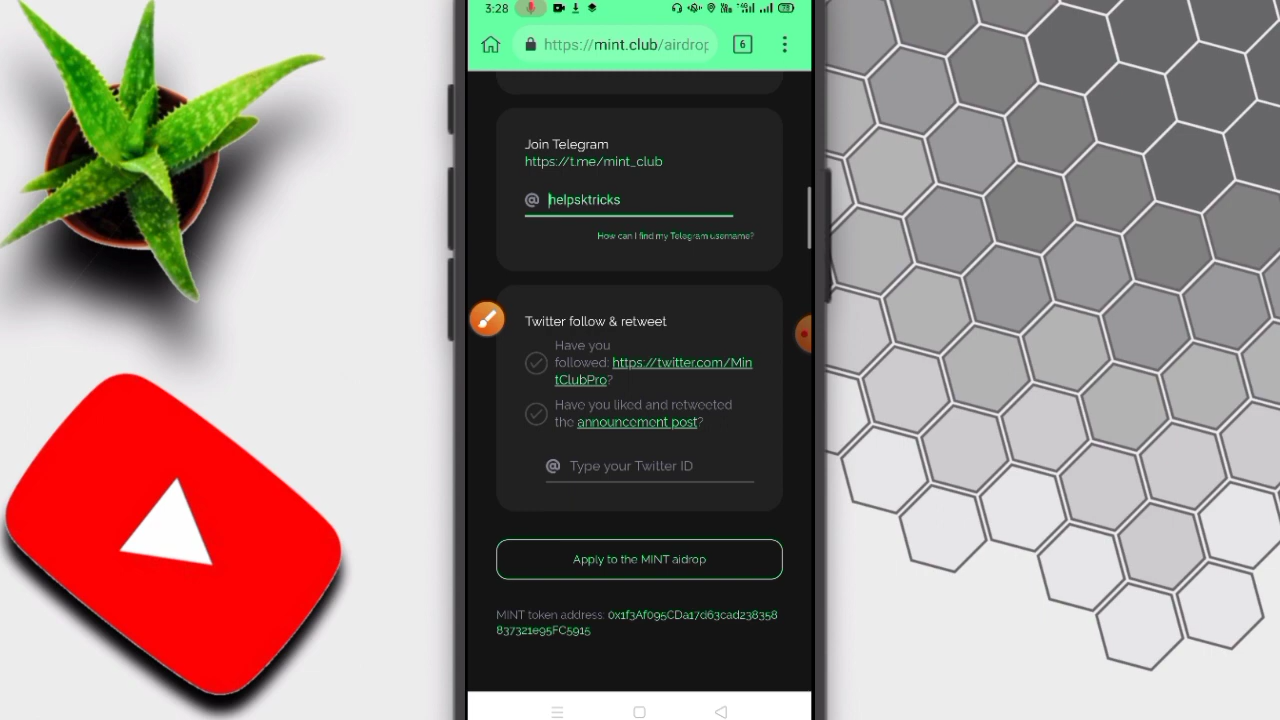 3:28
https://mint.club/airdrop
6
Join Telegram
https://t.me/mint_club
@ helpsktricks
How can I find my Telegram username?
Twitter follow & retweet
Have you
followed: https://twitter.com/Min
tClubPro?
Have you liked and retweeted
the announcement post?
@ Type your Twitter ID
Apply to the MINT aidrop
MINT token address: 0x1f3Af095CDa17d63cad238358
837321e95FC5915